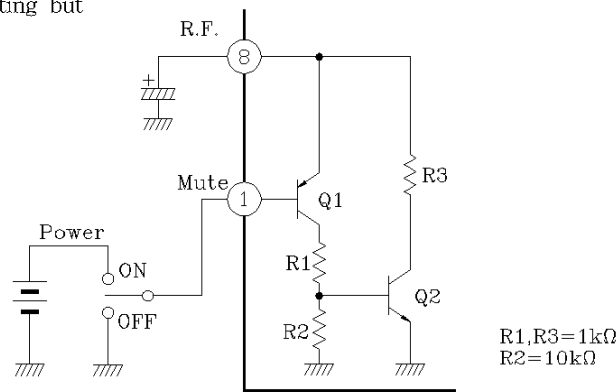 ting but
R.F.
8
+
Mute
1
Q1
R3
Power
ON
R1
Q2
OFF
R2
R1,R3=1kΩ
R2=10kΩ